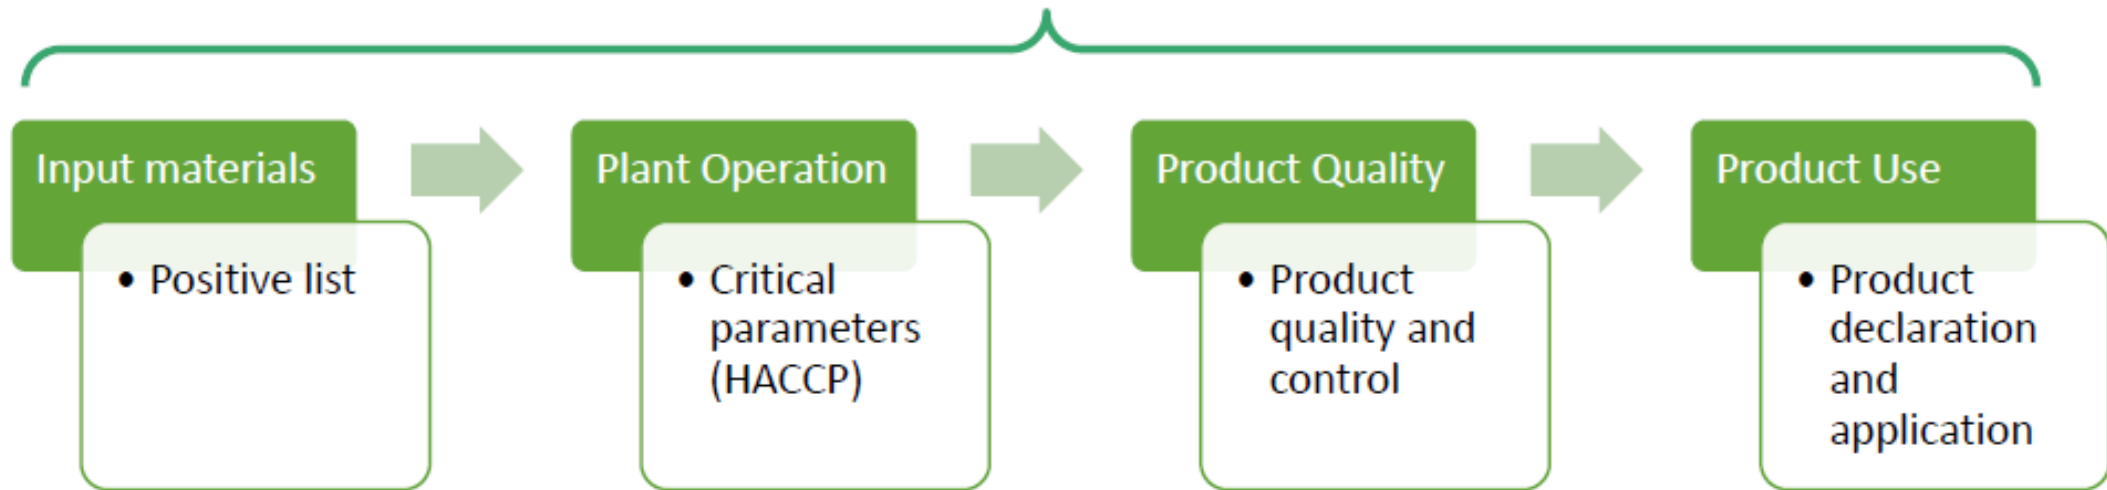 Input materials
• Positive list
Plant Operation
• Critical
parameters
(HACCP)
Product Quality
• Product
quality and
control
Product Use
• Product
declaration
and
application